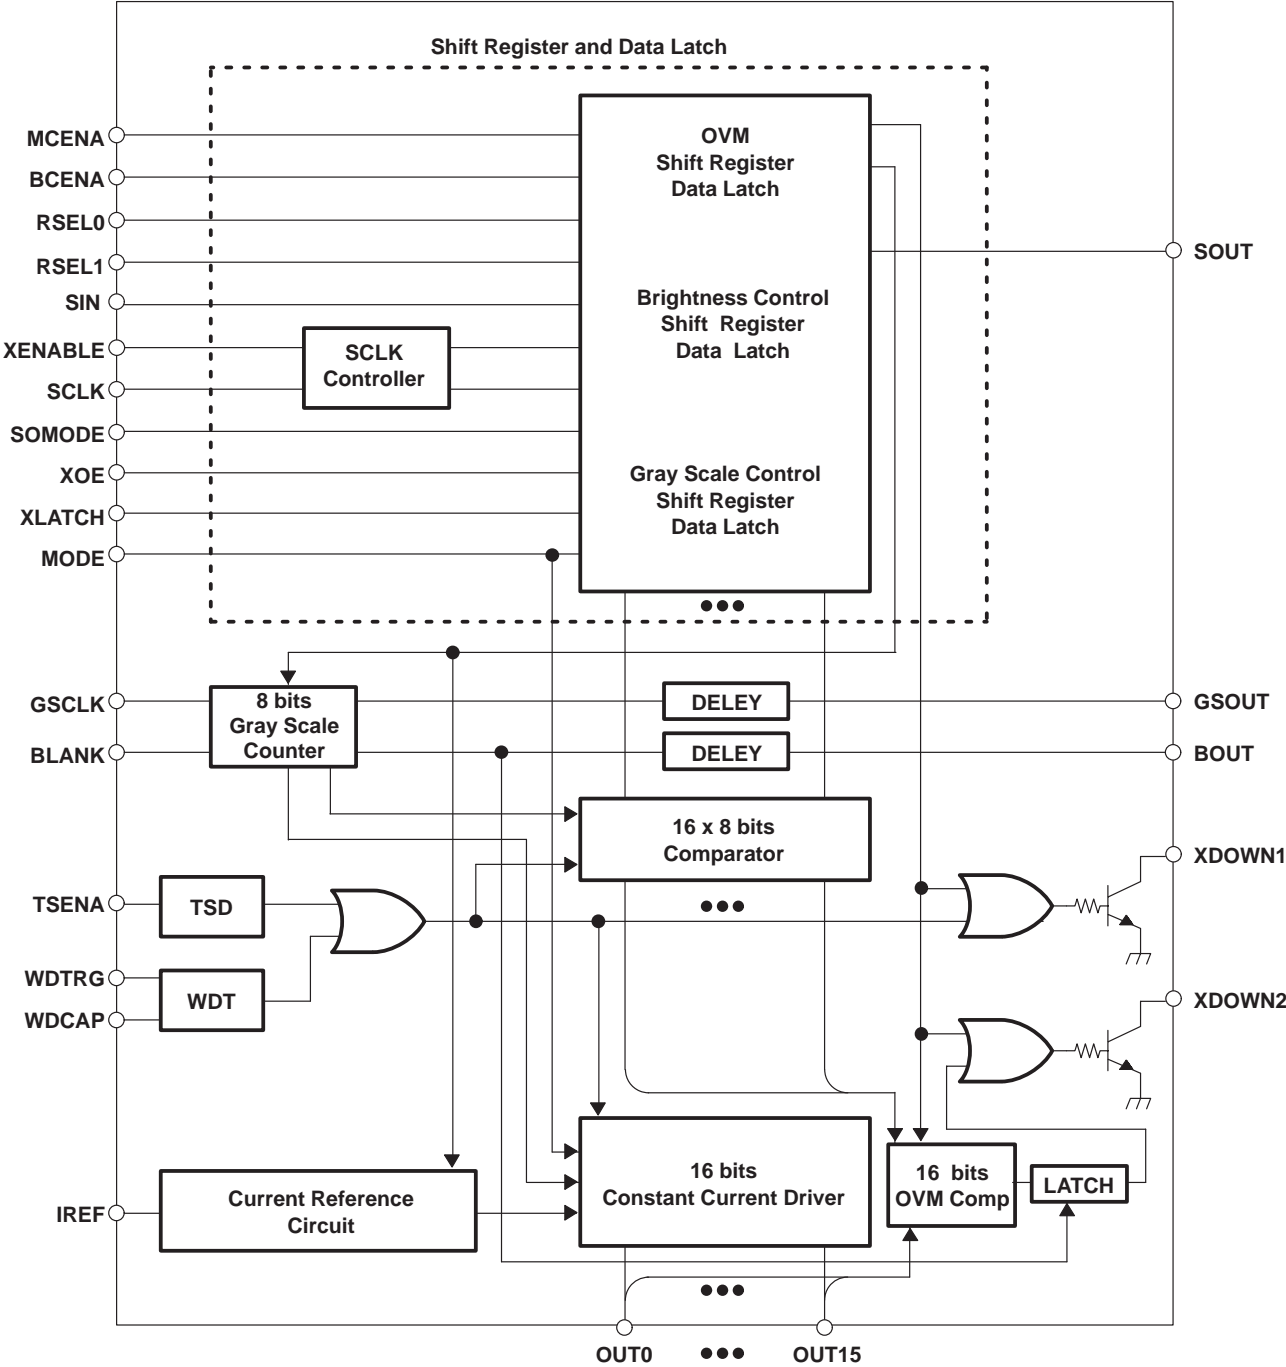 Shift Register and Data Latch
MCENA
BCENA
RSEL0
RSEL1
SIN
XENABLE
SCLK
SOMODE
XOE
XLATCH
MODE
SCLK
Controller
OVM
Shift Register
Data Latch
Brightness Control
Shift Register
Data Latch
Gray Scale Control
Shift Register
Data Latch
SOUT
GSCLK
BLANK
8 bits
Gray Scale
Counter
DELEY
DELEY
GSOUT
BOUT
16 x 8 bits
Comparator
XDOWN1
TSENA
TSD
WDTRG
WDCAP
WDT
XDOWN2
IREF
Current Reference
Circuit
16 bits
Constant Current Driver
16 bits
OVM Comp
LATCH
OUT0
OUT15